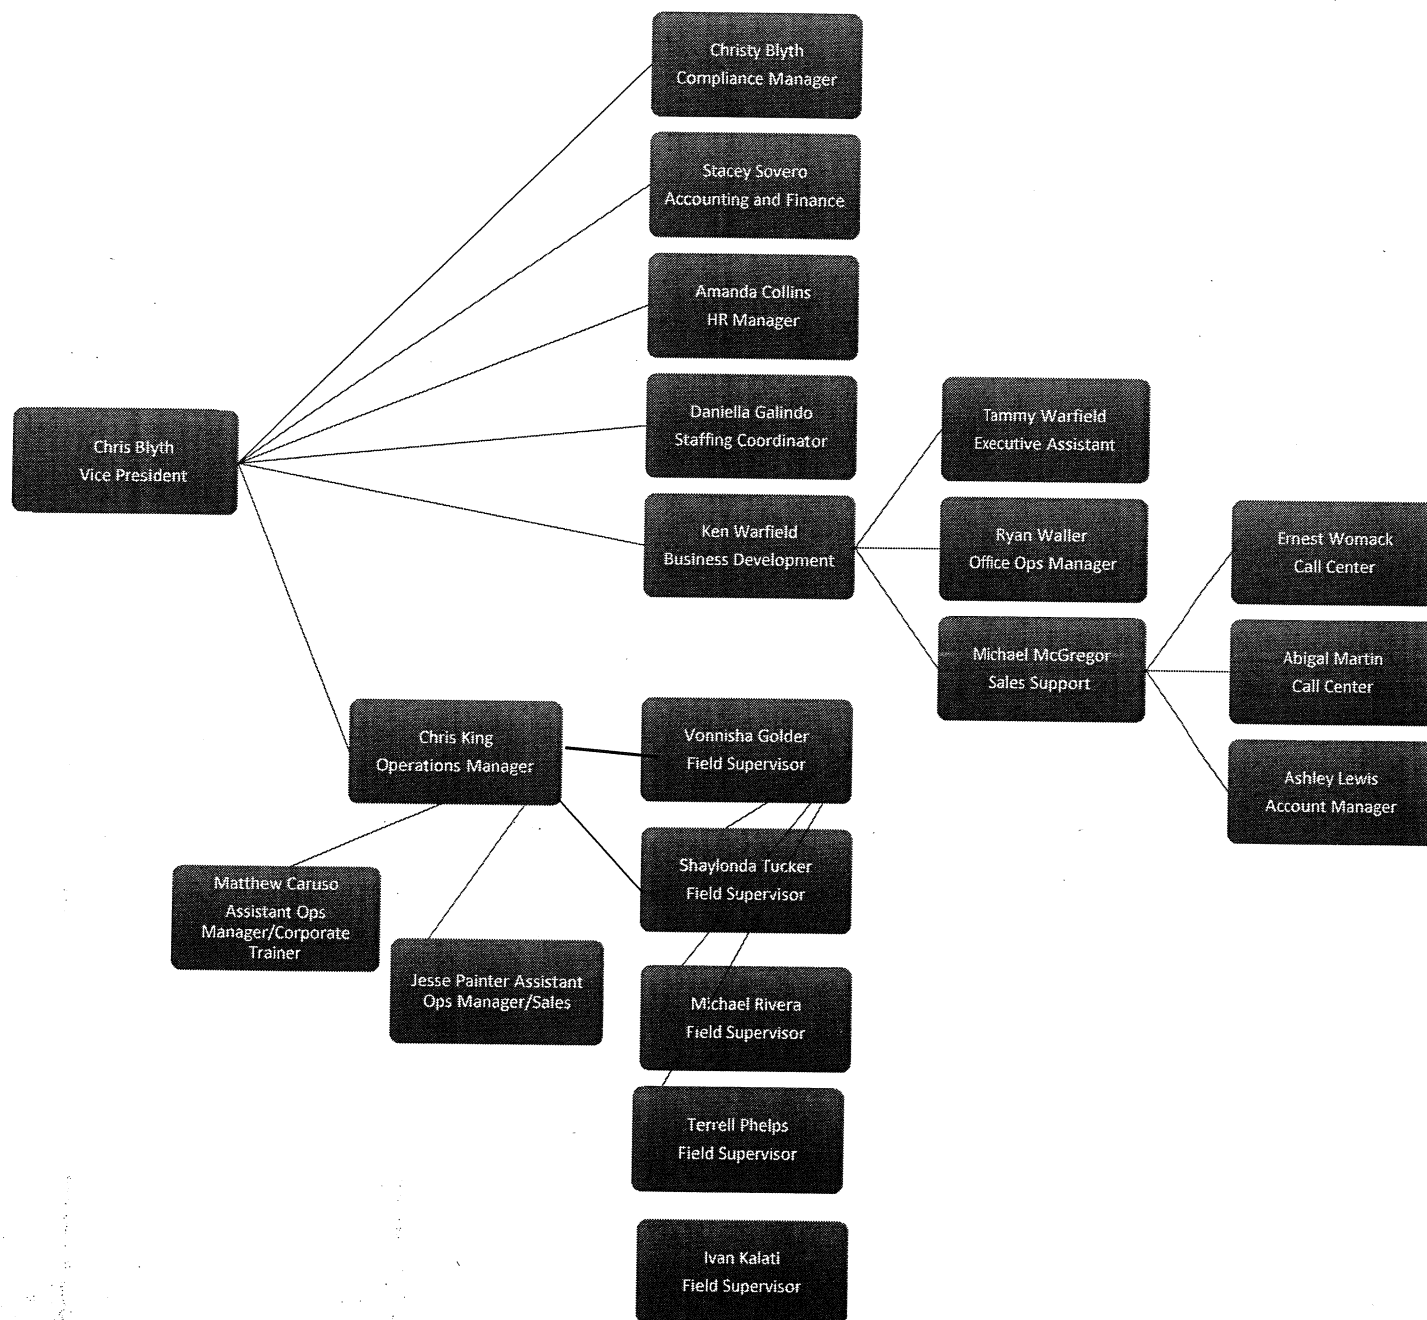 Christy Blyth
Compliance Manager
Stacey Sovero
Accounting and Finance
Amanda Collins
HR Manager
Daniella Galindo
Staffing Coordinator
Chris Blyth
Vice President
Ken Warfield
Business Development
Tammy Warfield
Executive Assistant
Ryan Waller
Office Ops Manager
Michael McGregor
Sales Support
Ernest Womack
Call Center
Abigal Martin
Call Center
Ashley Lewis
Account Manager
Chris King
Operations Manager
Vonnisha Golder
Field Supervisor
Shaylonda Tucker
Field Supervisor
Matthew Caruso
Assistant Ops
Manager/Corporate
Trainer
Jesse Painter Assistant
Ops Manager/Sales
Michael Rivera
Field Supervisor
Terrell Phelps
Field Supervisor
Ivan Kalati
Field Supervisor